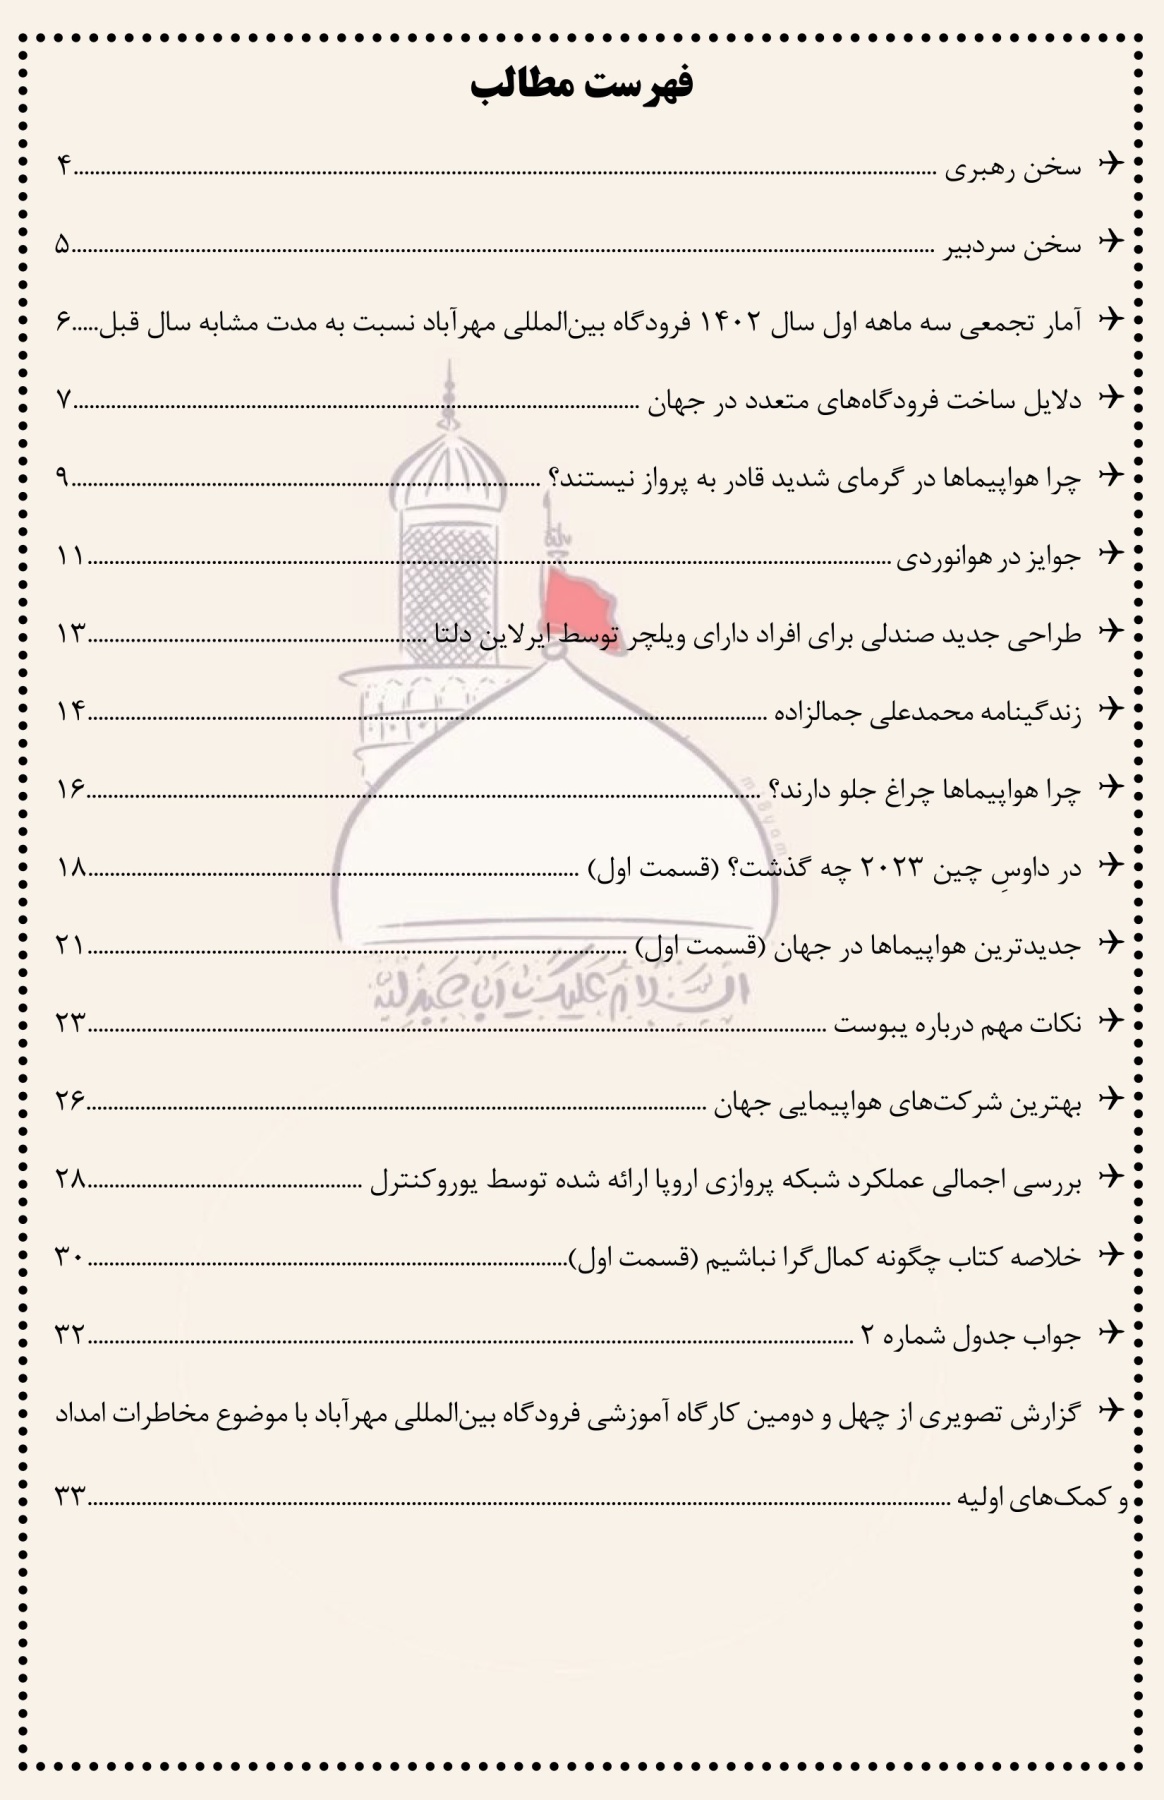 فهرست مطالب
سخن رهبری ........................................ ۴
سخن سردبیر ........................................ ۵
آمار تجمعی سه ماهه اول سال ۱۴۰۲ فرودگاه بین‌المللی مهرآباد نسبت به مدت مشابه سال قبل.....۶
دلایل ساخت فرودگاه‌های متعدد در جهان ........................................ ۷
چرا هواپیماها در گرمای شدید قادر به پرواز نیستند؟ ........................................ ۹
جوایز در هوانوردی ........................................ ۱۱
طراحی جدید صندلی برای افراد دارای ویلچر توسط ایرلاین دلتا ........................................ ۱۳
زندگینامه محمدعلی جمالزاده ........................................ ۱۴
چرا هواپیماها چراغ جلو دارند؟ ........................................ ۱۶
در داوسِ چین ۲۰۲۳ چه گذشت؟ (قسمت اول) ........................................ ۱۸
جدیدترین هواپیماها در جهان (قسمت اول) ........................................ ۲۱
نکات مهم درباره یبوست ........................................ ۲۳
بهترین شرکت‌های هواپیمایی جهان ........................................ ۲۶
بررسی اجمالی عملکرد شبکه پروازی اروپا ارائه شده توسط یوروکنترل ........................................ ۲۸
خلاصه کتاب چگونه کمال‌گرا نباشیم (قسمت اول)........................................ ۳۰
جواب جدول شماره ۲ ........................................ ۳۲
گزارش تصویری از چهل و دومین کارگاه آموزشی فرودگاه بین‌المللی مهرآباد با موضوع مخاطرات امداد
و کمک‌های اولیه ........................................ ۳۳
السلام علیک یا اباعبدلله